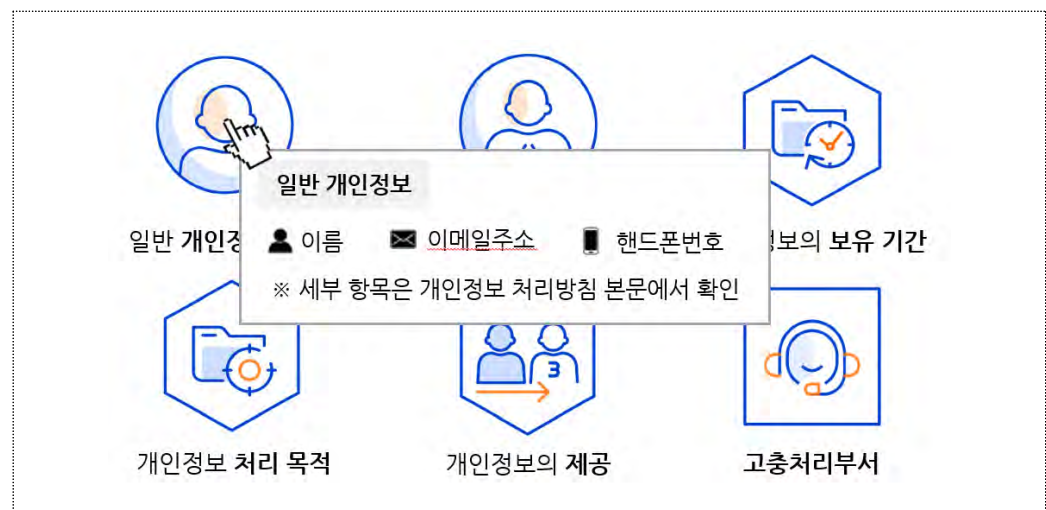 일반 개인정보
이름 이메일주소 핸드폰번호
※ 세부 항목은 개인정보 처리방침 본문에서 확인
일반 개인정
보의 보유 기간
3
개인정보 처리 목적
개인정보의 제공
고충처리부서